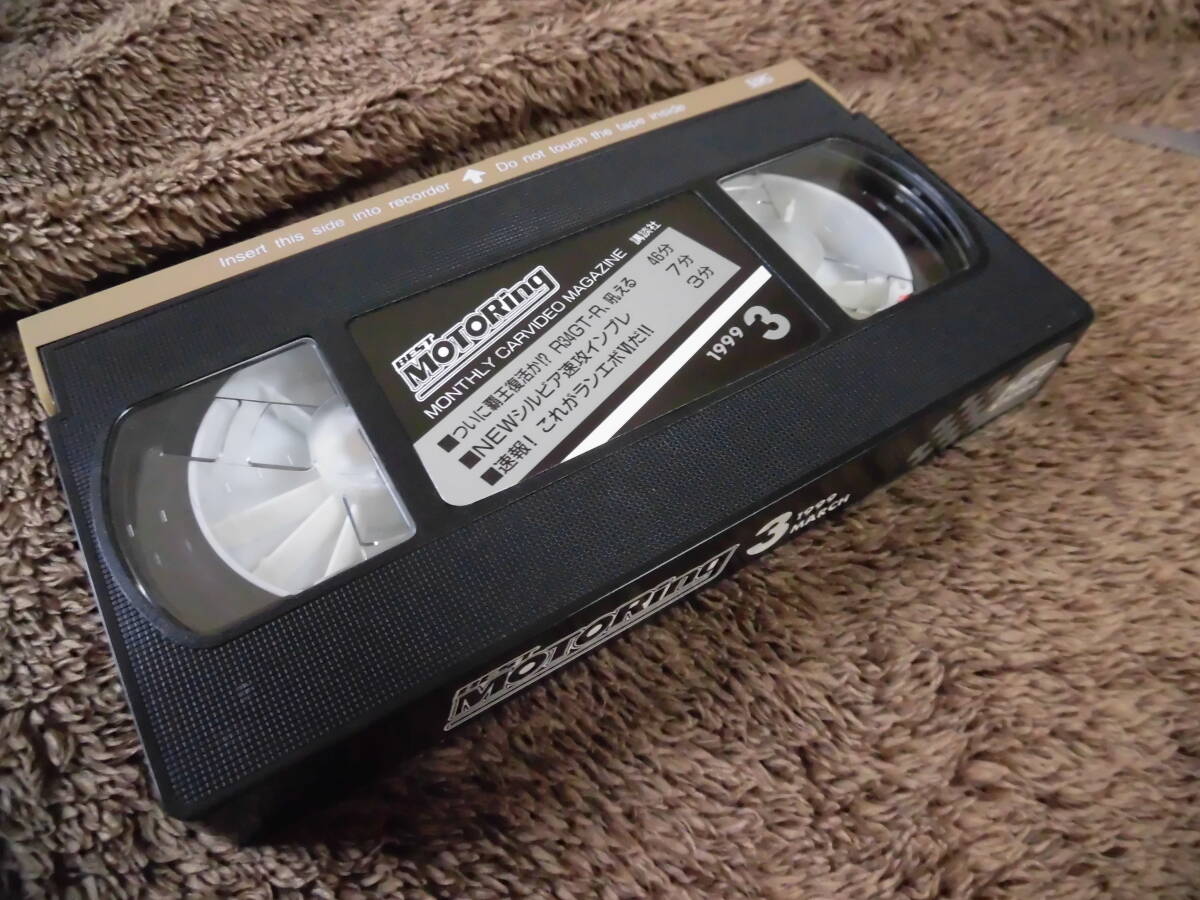 Insert this side into recorder ↑ Do not touch the tape inside
VHS
BEST
MOTORing
MONTHLY CARVIDEO MAGAZINE 講談社
■ついに覇王復活か!? R34GT-R、吼える 46分
■NEWシルビア速攻インプレ 7分
■速報! これがランエボⅥだ!! 3分
1999 3
BEST
MOTORing
3 1999
MARCH